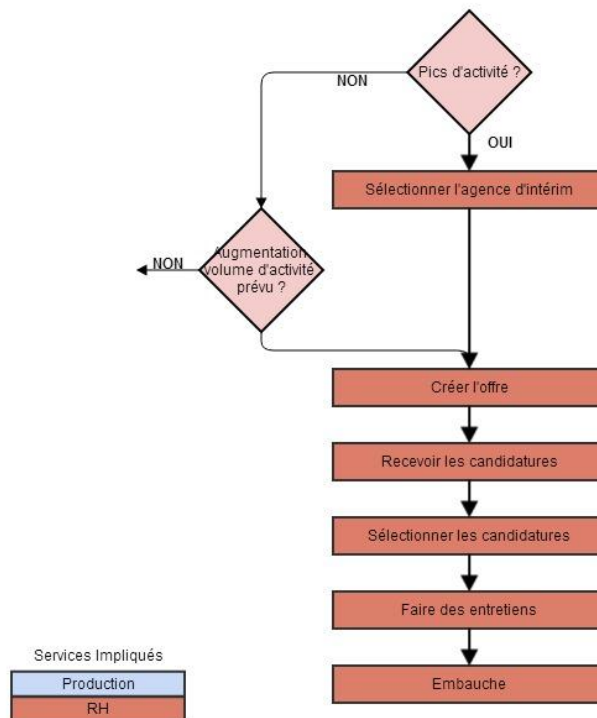 Pics d'activité ?
NON
OUI
Sélectionner l'agence d'intérim
Augmentation
volume d'activité
prévu ?
NON
Créer l'offre
Recevoir les candidatures
Sélectionner les candidatures
Faire des entretiens
Embauche
Services Impliqués
Production
RH